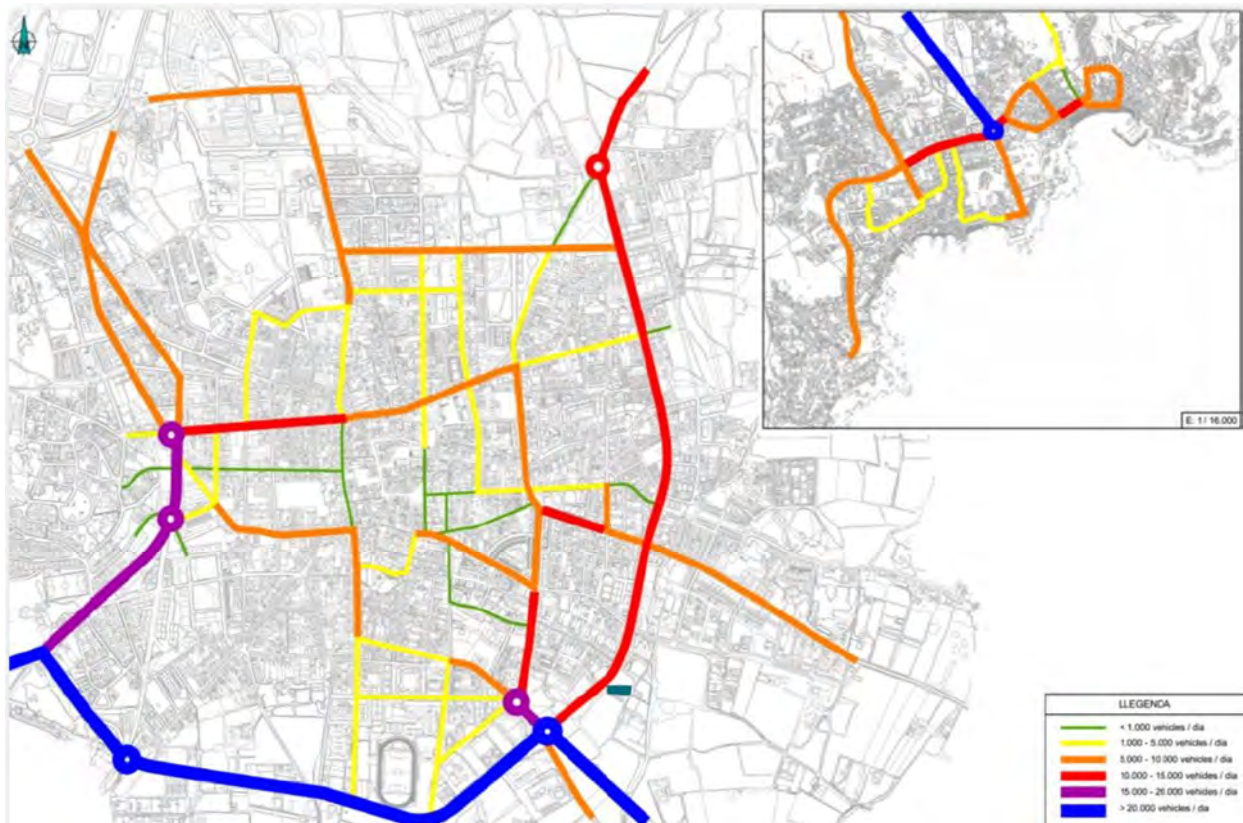 N
E: 1 / 16.000
LLEGENDA
< 1.000 vehicles / dia
1.000 - 5.000 vehicles / dia
5.000 - 10.000 vehicles / dia
10.000 - 15.000 vehicles / dia
15.000 - 25.000 vehicles / dia
> 20.000 vehicles / dia